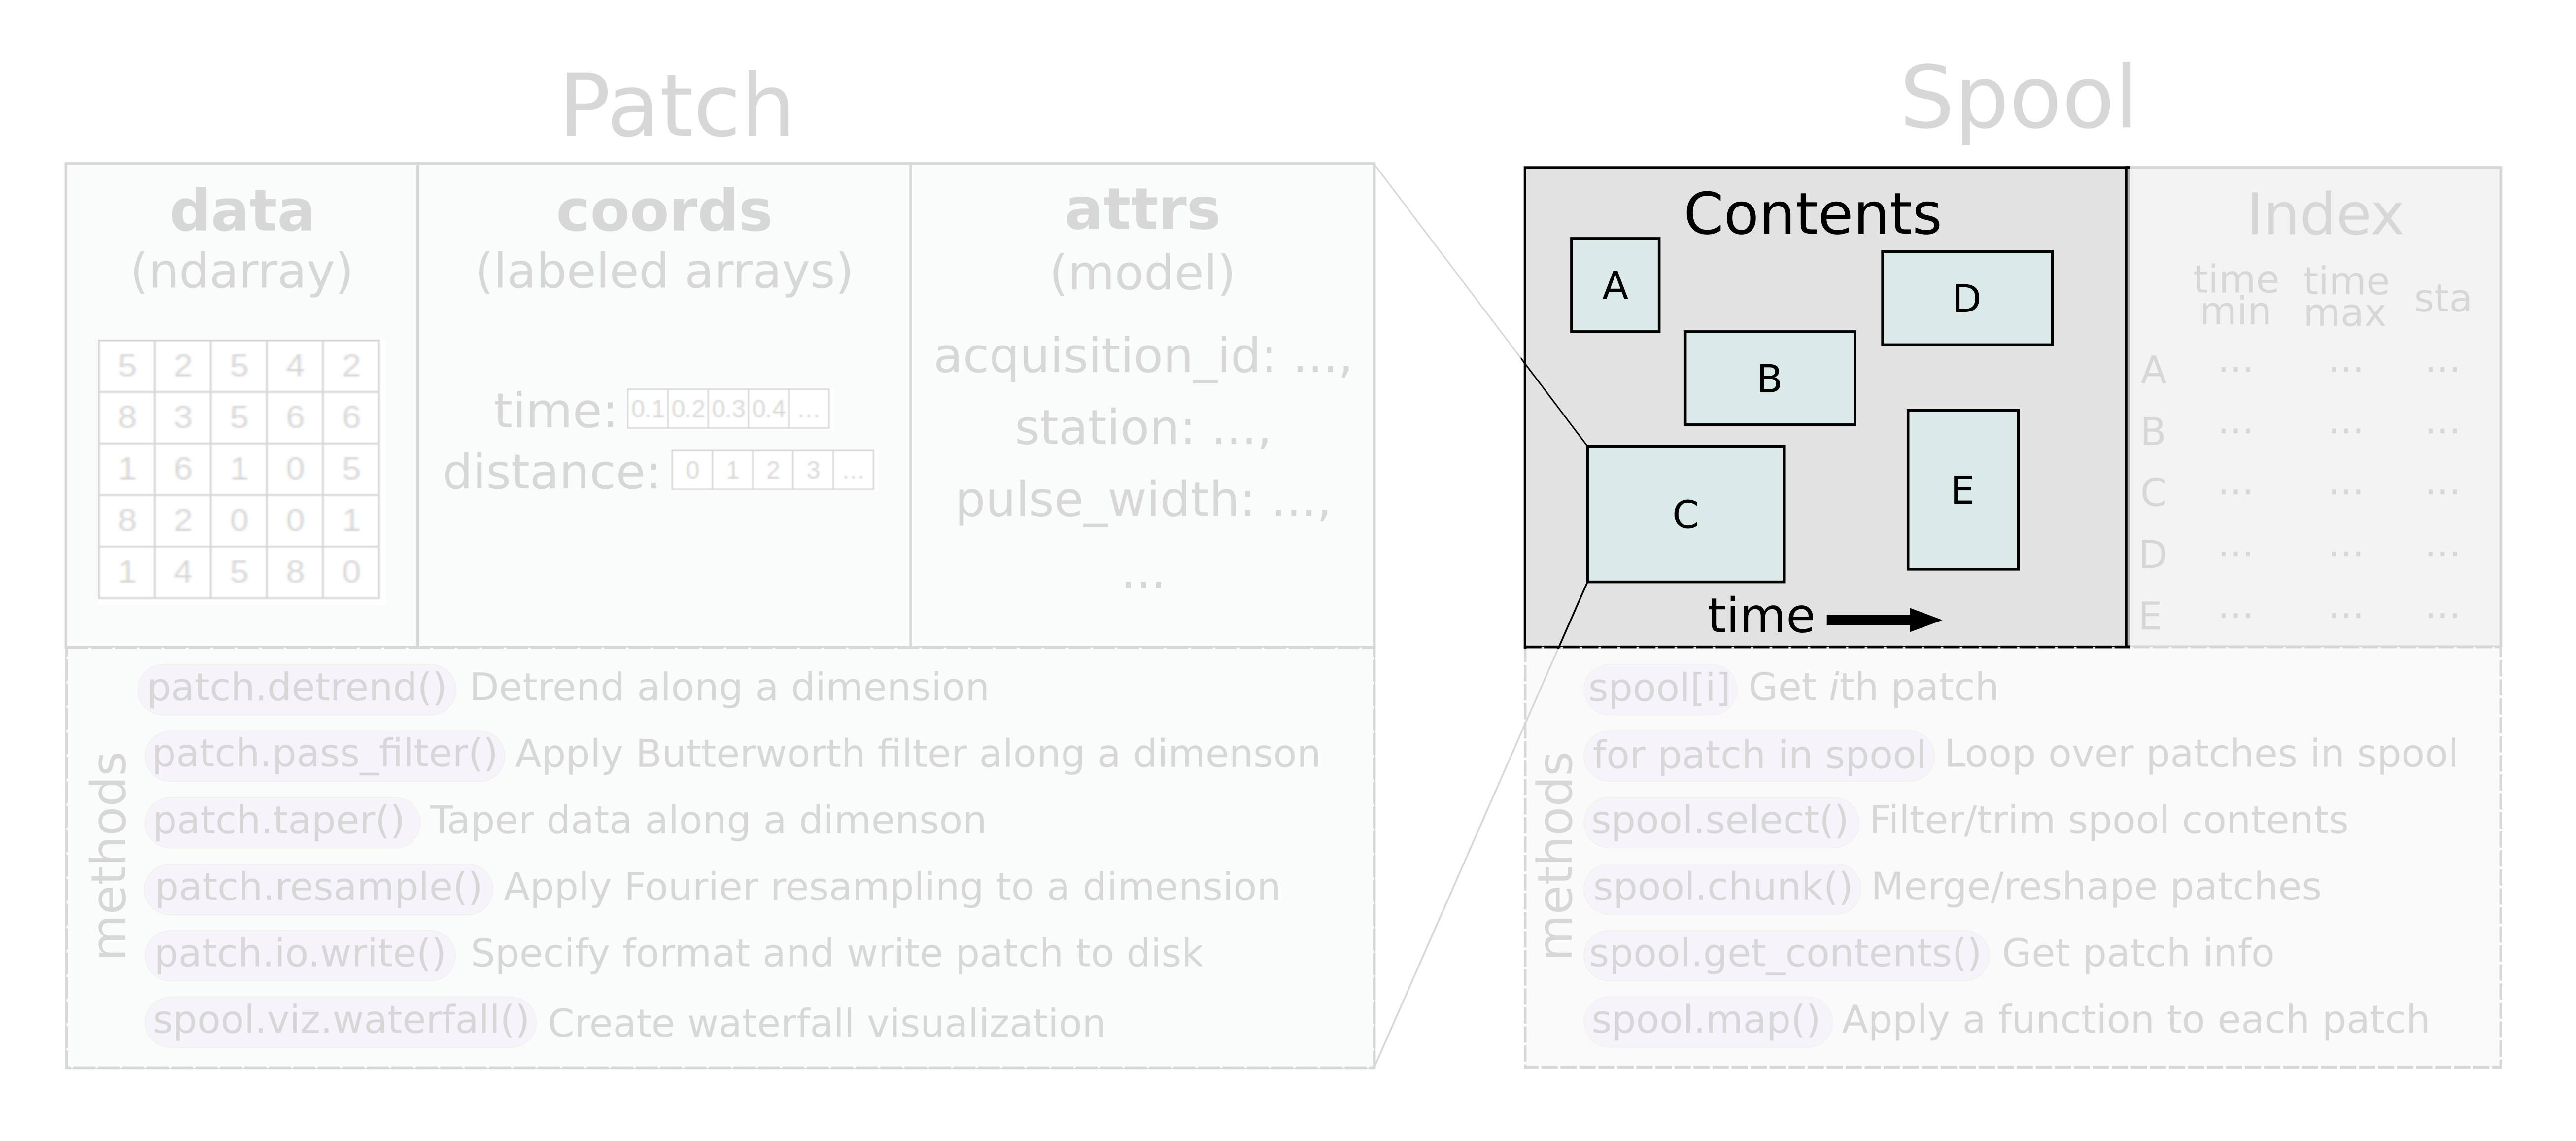 Patch
data
(ndarray)
5 2 5 4 2
8 3 5 6 6
1 6 1 0 5
8 2 0 0 1
1 4 5 8 0
coords
(labeled arrays)
time: 0.1 0.2 0.3 0.4 ...
distance: 0 1 2 3 ...
attrs
(model)
acquisition_id: ...,
station: ...,
pulse_width: ...,
...
methods
patch.detrend() Detrend along a dimension
patch.pass_filter() Apply Butterworth filter along a dimenson
patch.taper() Taper data along a dimenson
patch.resample() Apply Fourier resampling to a dimension
patch.io.write() Specify format and write patch to disk
spool.viz.waterfall() Create waterfall visualization
Spool
Contents
A
D
B
E
C
time
Index
time min time max sta
A ... ... ...
B ... ... ...
C ... ... ...
D ... ... ...
E ... ... ...
methods
spool[i] Get ith patch
for patch in spool Loop over patches in spool
spool.select() Filter/trim spool contents
spool.chunk() Merge/reshape patches
spool.get_contents() Get patch info
spool.map() Apply a function to each patch